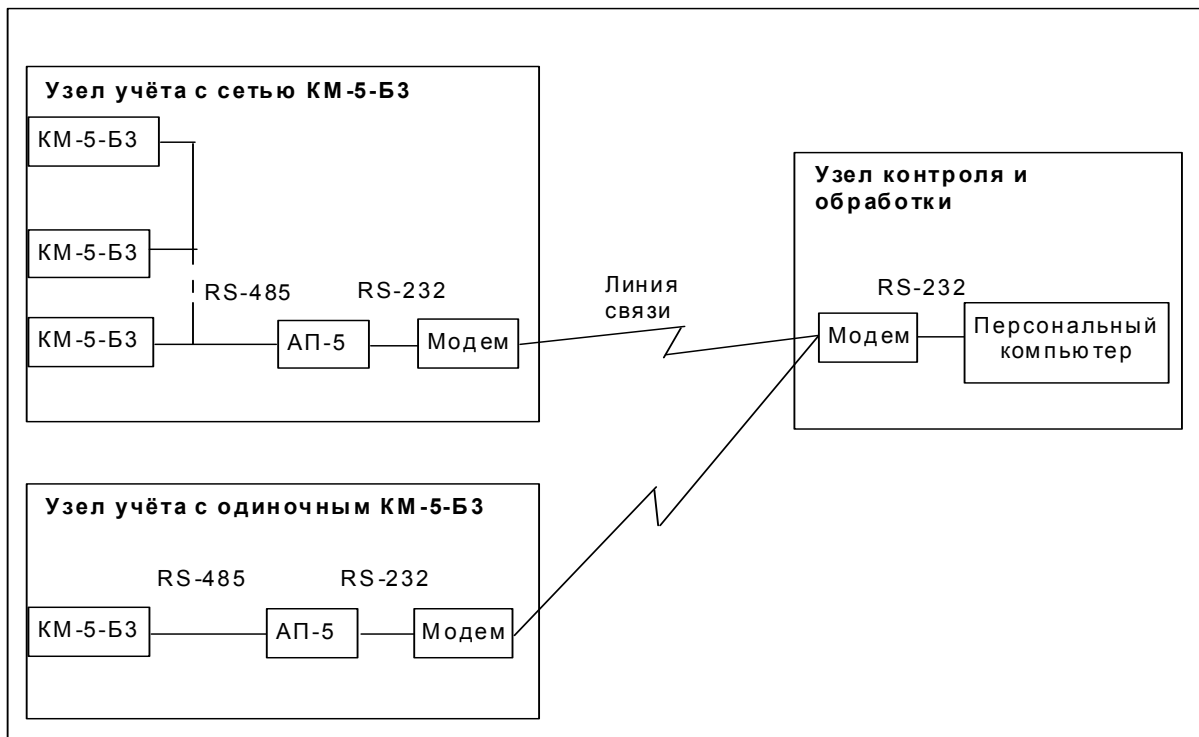 Узел учёта с сетью КМ-5-Б3
КМ-5-Б3
КМ-5-Б3
RS-485
RS-232
КМ-5-Б3
АП-5
Модем
Линия
связи
Узел контроля и
обработки
RS-232
Модем
Персональный
компьютер
Узел учёта с одиночным КМ-5-Б3
RS-485
RS-232
КМ-5-Б3
АП-5
Модем